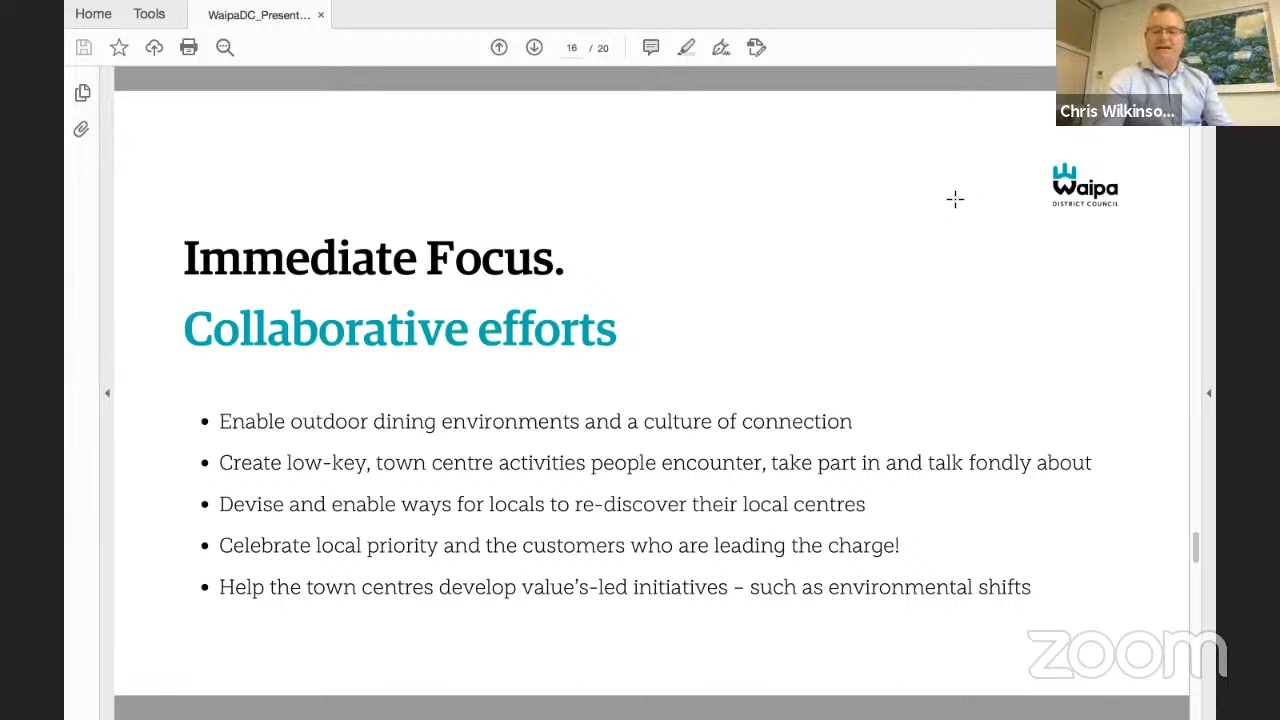 Home Tools WaipaDC_Present... ×
16 / 20
Chris Wilkinso...
Waipa
DISTRICT COUNCIL
Immediate Focus.
Collaborative efforts
• Enable outdoor dining environments and a culture of connection
• Create low-key, town centre activities people encounter, take part in and talk fondly about
• Devise and enable ways for locals to re-discover their local centres
• Celebrate local priority and the customers who are leading the charge!
• Help the town centres develop value's-led initiatives – such as environmental shifts
zoom